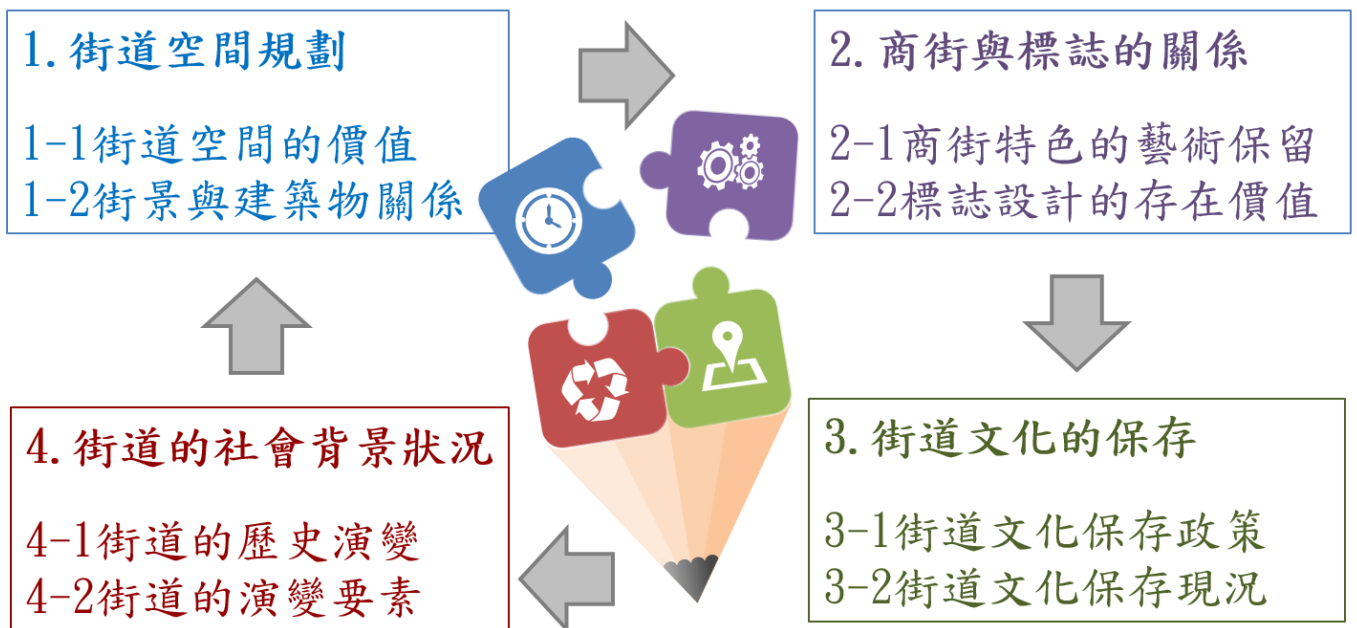 1.街道空間規劃
1-1街道空間的價值
1-2街景與建築物關係
2.商街與標誌的關係
2-1商街特色的藝術保留
2-2標誌設計的存在價值
3.街道文化的保存
3-1街道文化保存政策
3-2街道文化保存現況
4.街道的社會背景狀況
4-1街道的歷史演變
4-2街道的演變要素